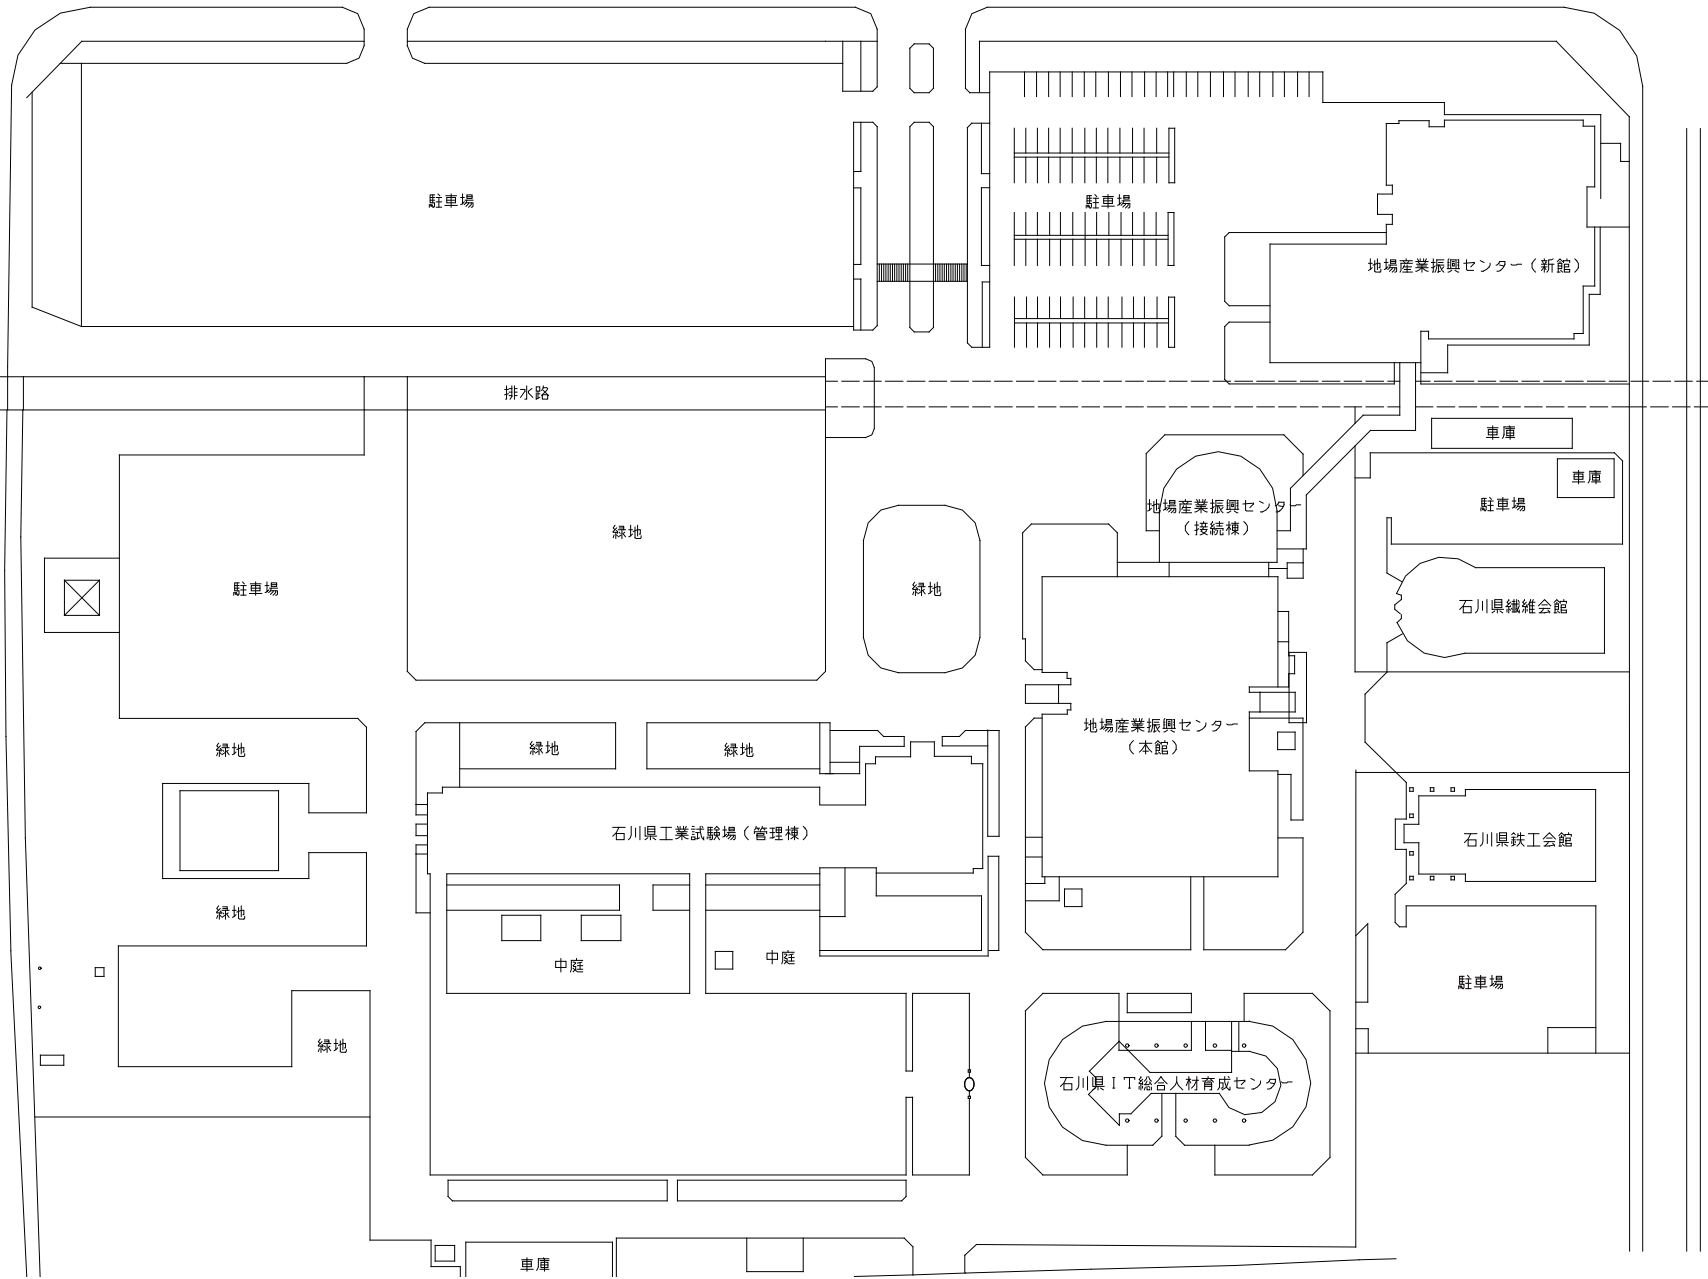 駐車場
駐車場
地場産業振興センター（新館）
排水路
車庫
車庫
駐車場
地場産業振興センター
（接続棟）
緑地
緑地
駐車場
石川県繊維会館
地場産業振興センター
（本館）
緑地
緑地
緑地
石川県工業試験場（管理棟）
石川県鉄工会館
緑地
中庭
中庭
駐車場
緑地
石川県ＩＴ総合人材育成センター
車庫